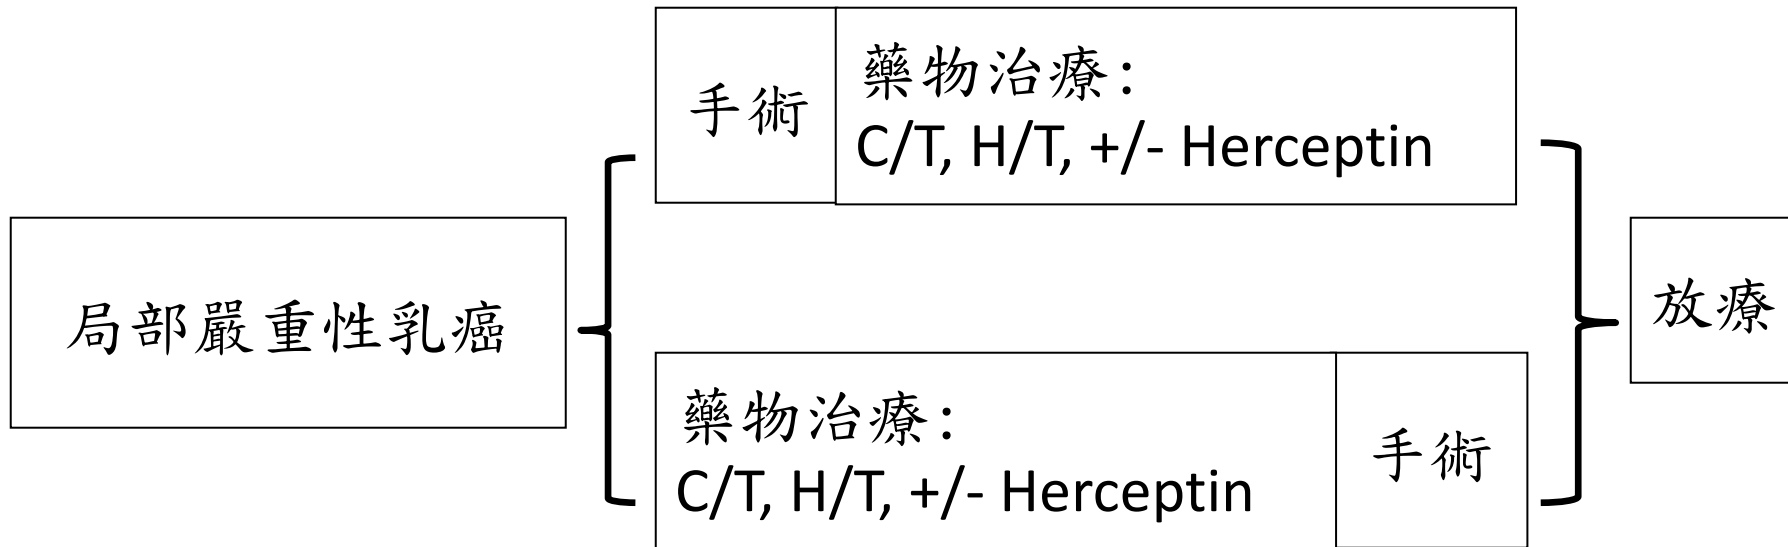 局部嚴重性乳癌
手術
藥物治療:
C/T, H/T, +/- Herceptin
藥物治療:
C/T, H/T, +/- Herceptin
手術
放療